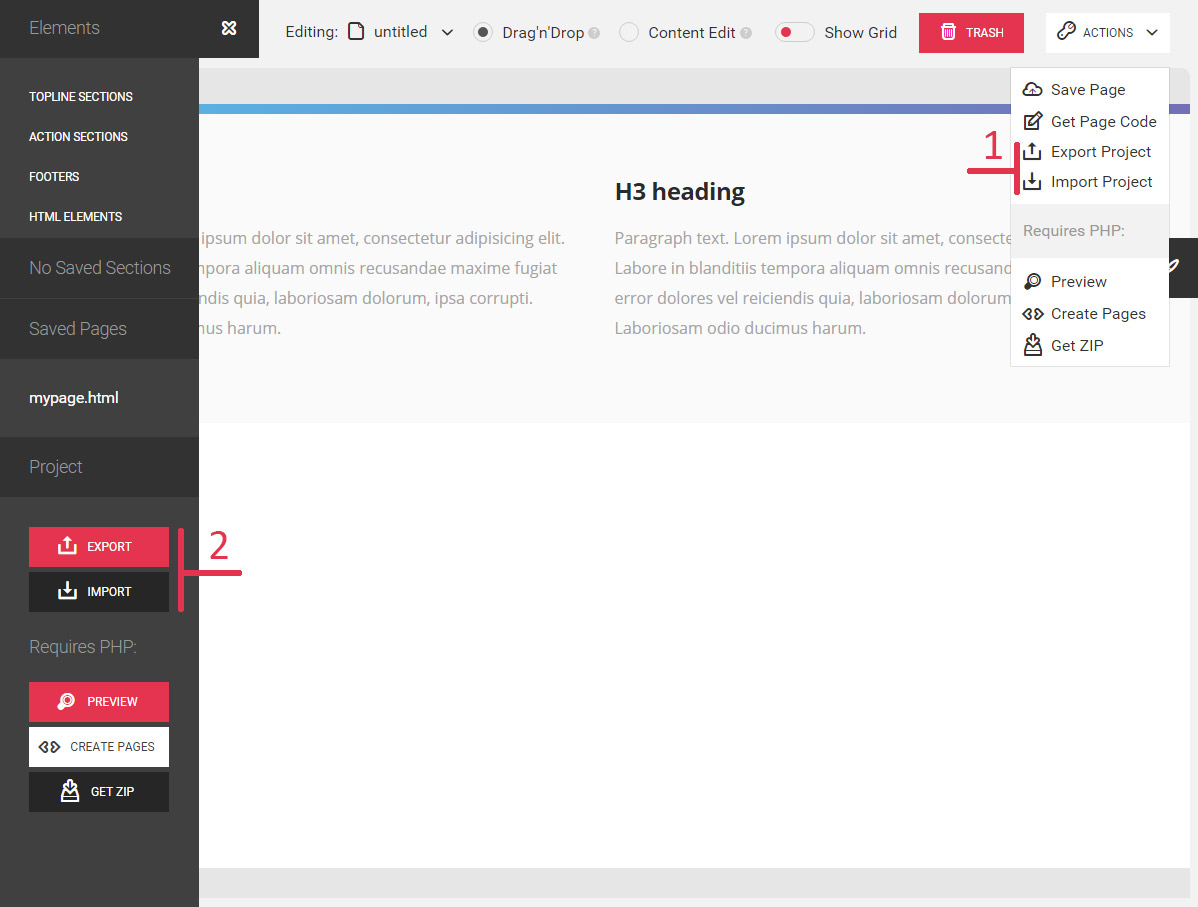 Elements
Editing: untitled
Drag'n'Drop ?
Content Edit ?
Show Grid
TRASH
ACTIONS
TOPLINE SECTIONS
ACTION SECTIONS
FOOTERS
HTML ELEMENTS
No Saved Sections
Saved Pages
mypage.html
Project
EXPORT
IMPORT
2
Requires PHP:
PREVIEW
CREATE PAGES
GET ZIP
ipsum dolor sit amet, consectetur adipisicing elit.
aliquam omnis recusandae maxime fugiat
quia, laboriosam dolorum, ipsa corrupti.
harum.
H3 heading
Paragraph text. Lorem ipsum dolor sit amet, consecte
Labore in blanditiis tempora aliquam omnis recusand
error dolores vel reiciendis quia, laboriosam dolorum
Laboriosam odio ducimus harum.
Save Page
Get Page Code
1
Export Project
Import Project
Requires PHP:
Preview
Create Pages
Get ZIP